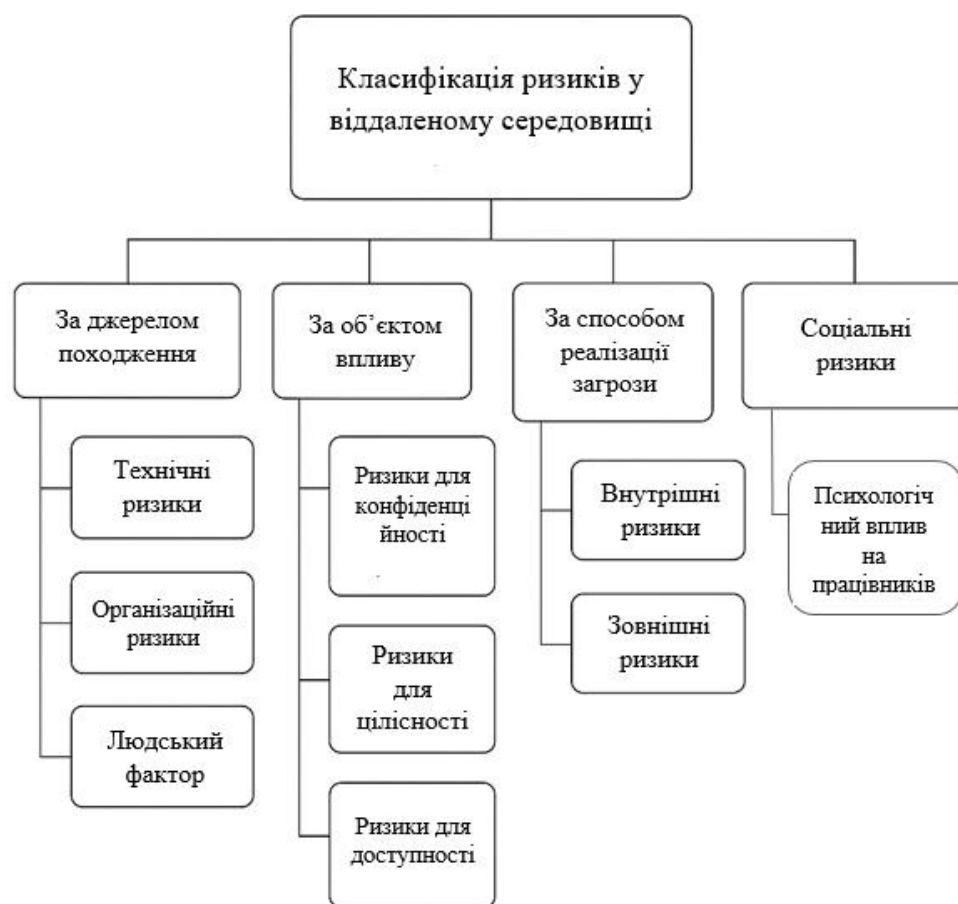 Класифікація ризиків у
віддаленому середовищі
За джерелом
походження
Технічні
ризики
Організаційні
ризики
Людський
фактор
За об’єктом
впливу
Ризики для
конфіденці
йності
Ризики
для
цілісності
Ризики для
доступності
За способом
реалізації
загрози
Внутрішні
ризики
Зовнішні
ризики
Соціальні
ризики
Психологіч
ний вплив
на
працівників